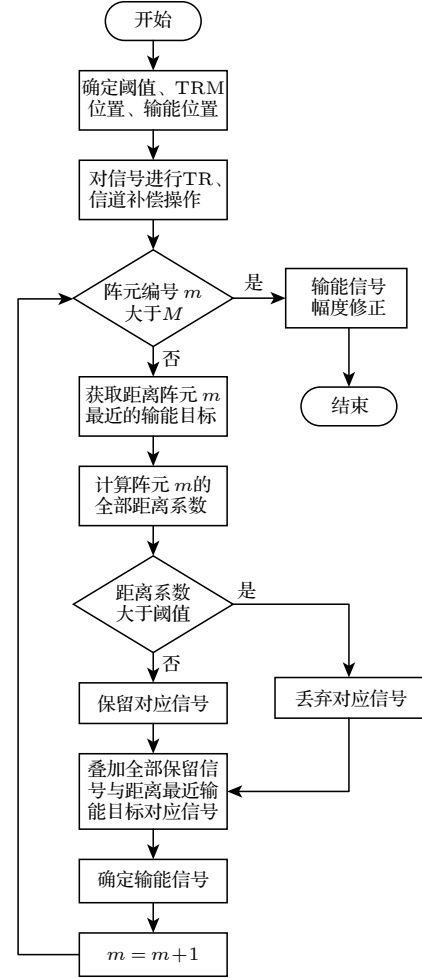 开始
确定阈值、TRM
位置、输能位置
对信号进行TR、
信道补偿操作
阵元编号 m
大于M
是
输能信号
幅度修正
结束
否
获取距离阵元 m
最近的输能目标
计算阵元 m的
全部距离系数
距离系数
大于阈值
是
否
保留对应信号
丢弃对应信号
叠加全部保留信
号与距离最近输
能目标对应信号
确定输能信号
m = m+1